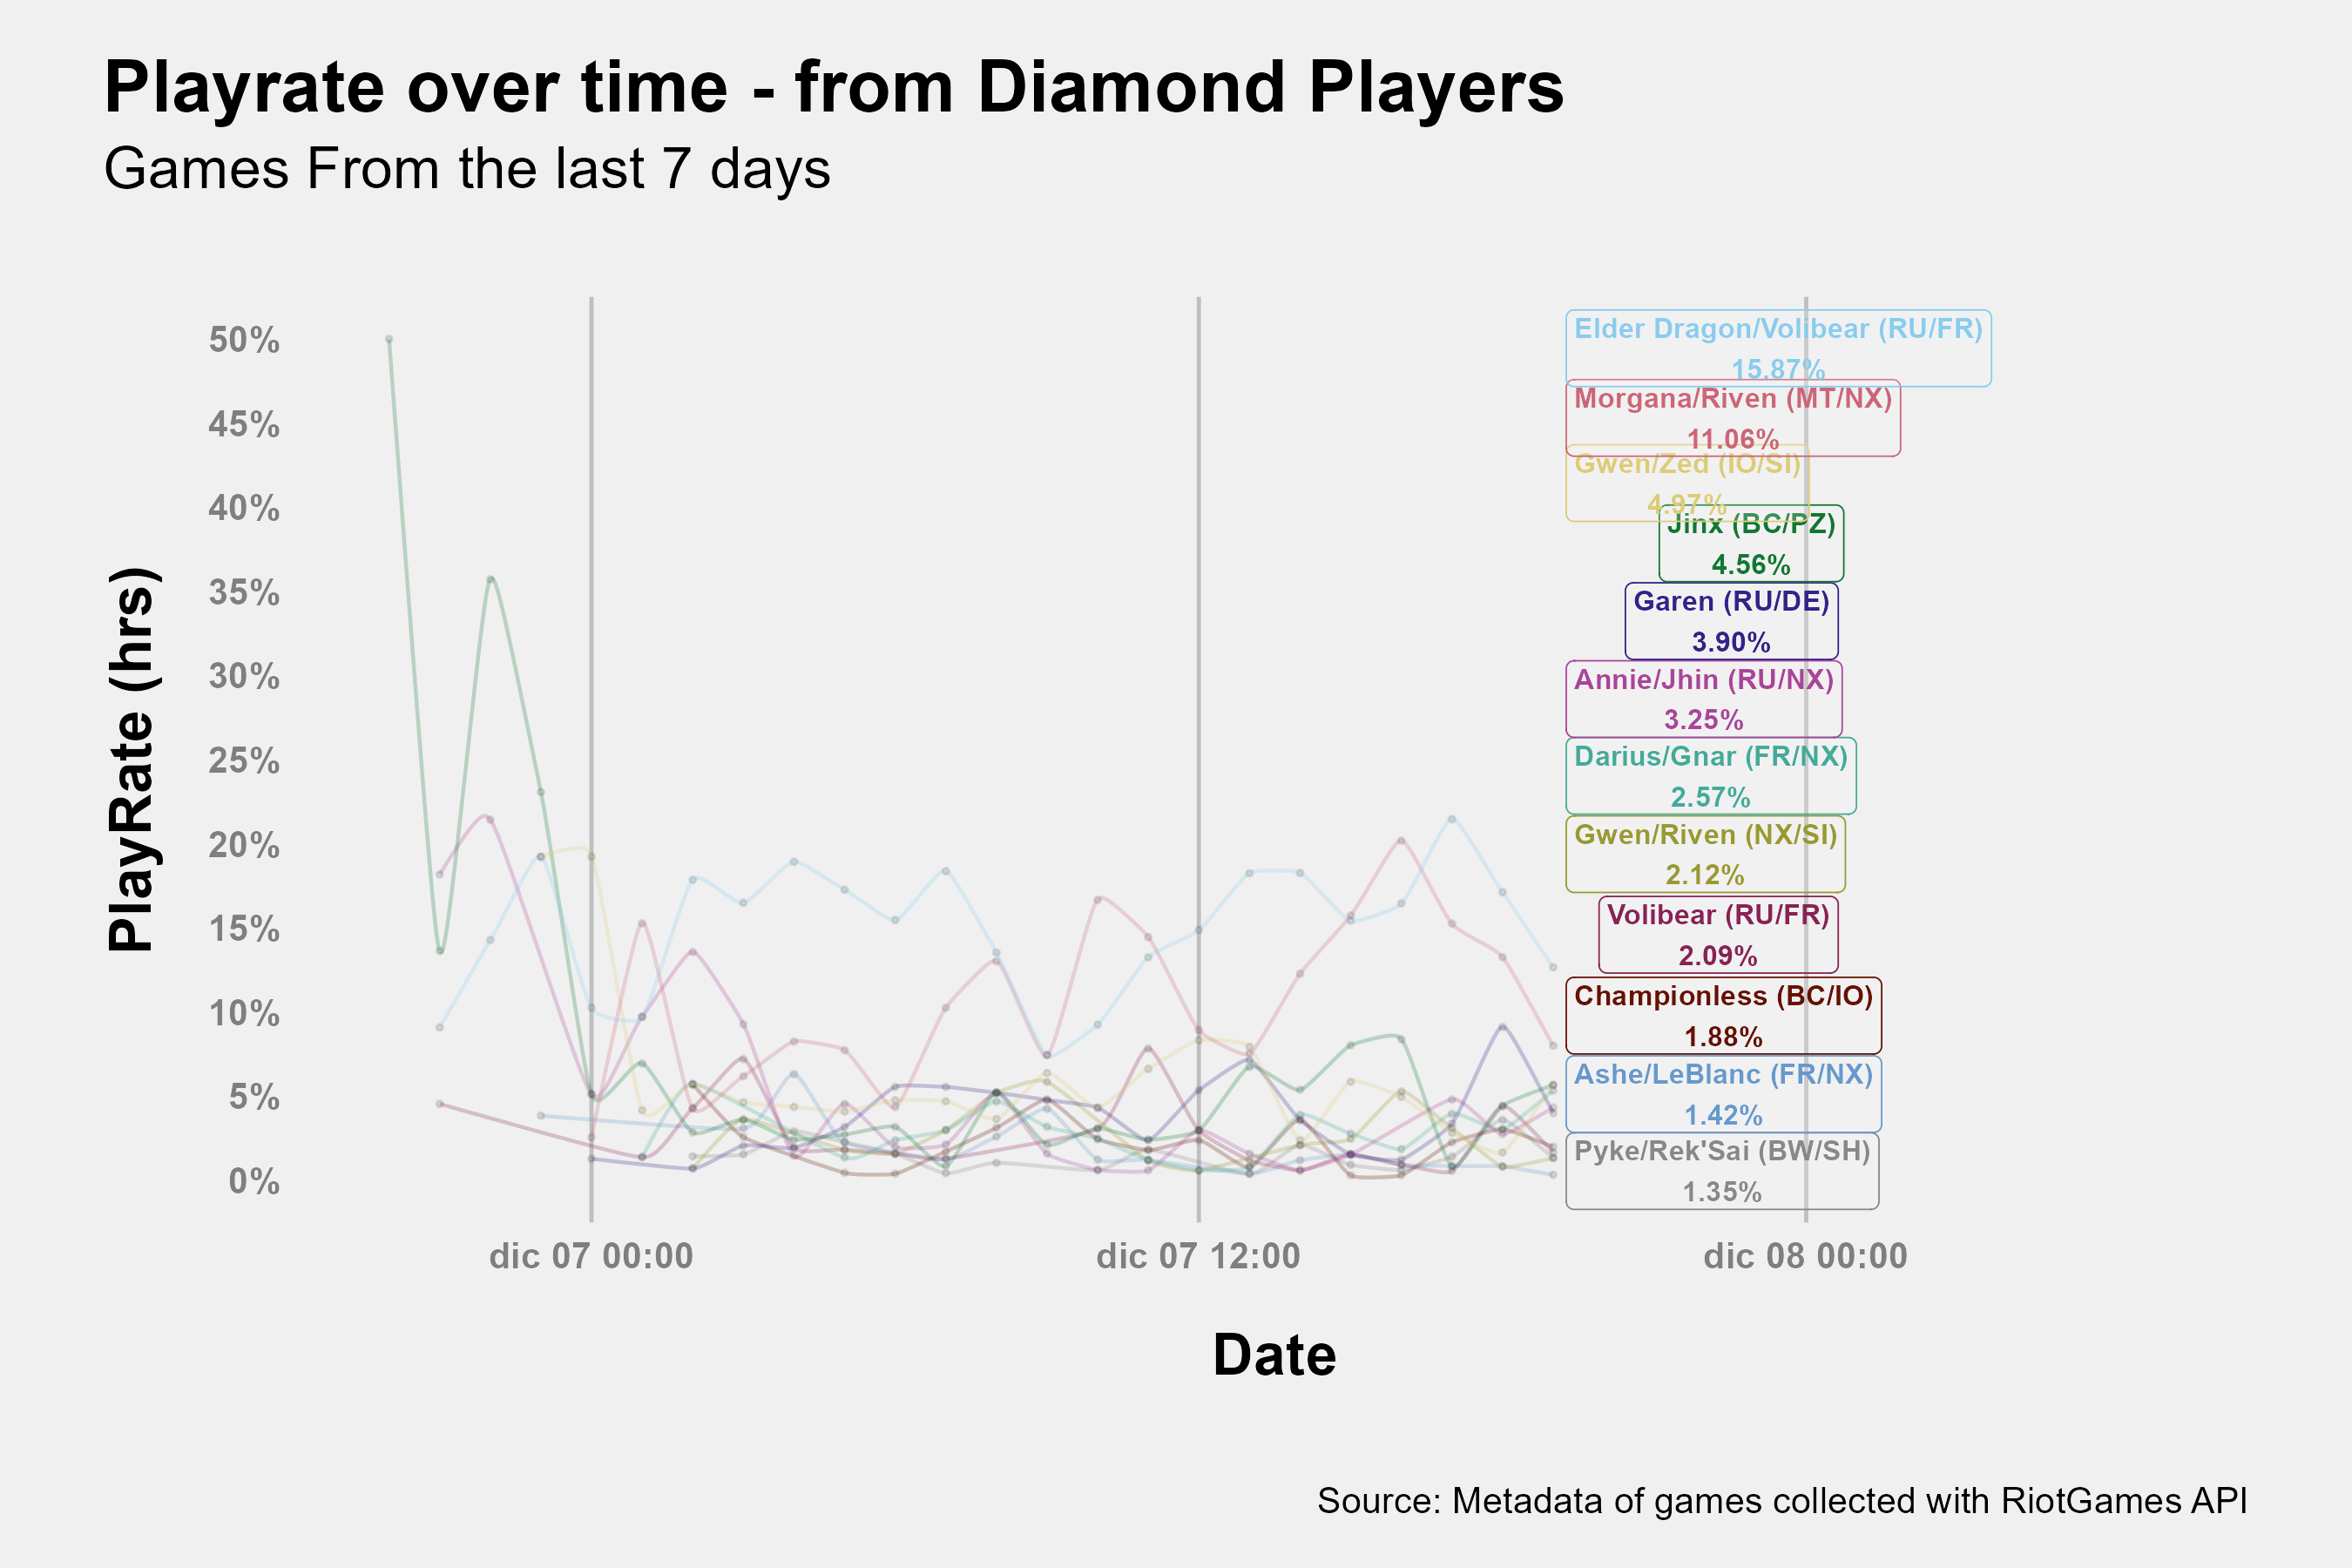 Playrate over time - from Diamond Players
Games From the last 7 days
PlayRate (hrs)
50%
45%
40%
35%
30%
25%
20%
15%
10%
5%
0%
Elder Dragon/Volibear (RU/FR)
15.87%
Morgana/Riven (MT/NX)
11.06%
Gwen/Zed (IO/SI)
4.97%
Jinx (BC/PZ)
4.56%
Garen (RU/DE)
3.90%
Annie/Jhin (RU/NX)
3.25%
Darius/Gnar (FR/NX)
2.57%
Gwen/Riven (NX/SI)
2.12%
Volibear (RU/FR)
2.09%
Championless (BC/IO)
1.88%
Ashe/LeBlanc (FR/NX)
1.42%
Pyke/Rek'Sai (BW/SH)
1.35%
dic 07 00:00
dic 07 12:00
dic 08 00:00
Date
Source: Metadata of games collected with RiotGames API